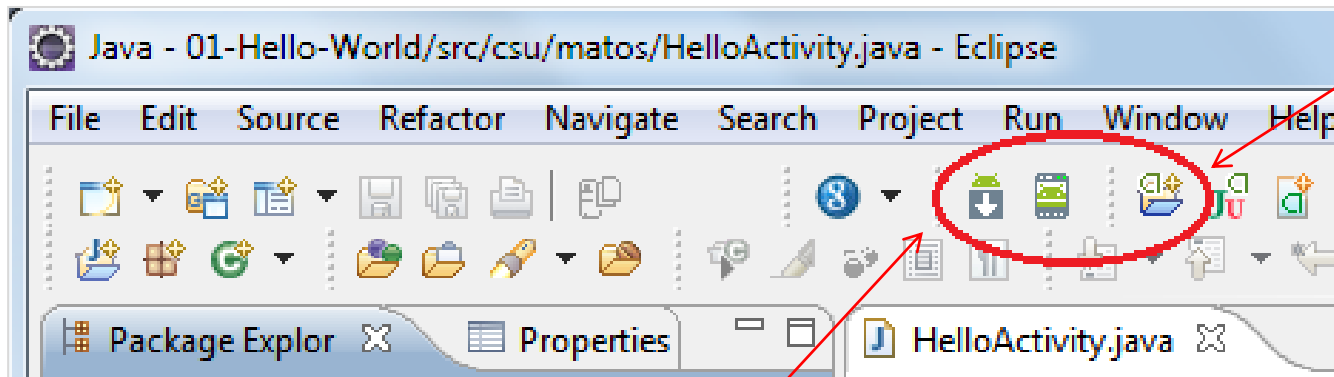 Java - 01-Hello-World/src/csu/matos/HelloActivity.java - Eclipse
File Edit Source Refactor Navigate Search Project Run Window Help
Package Explor Properties HelloActivity.java